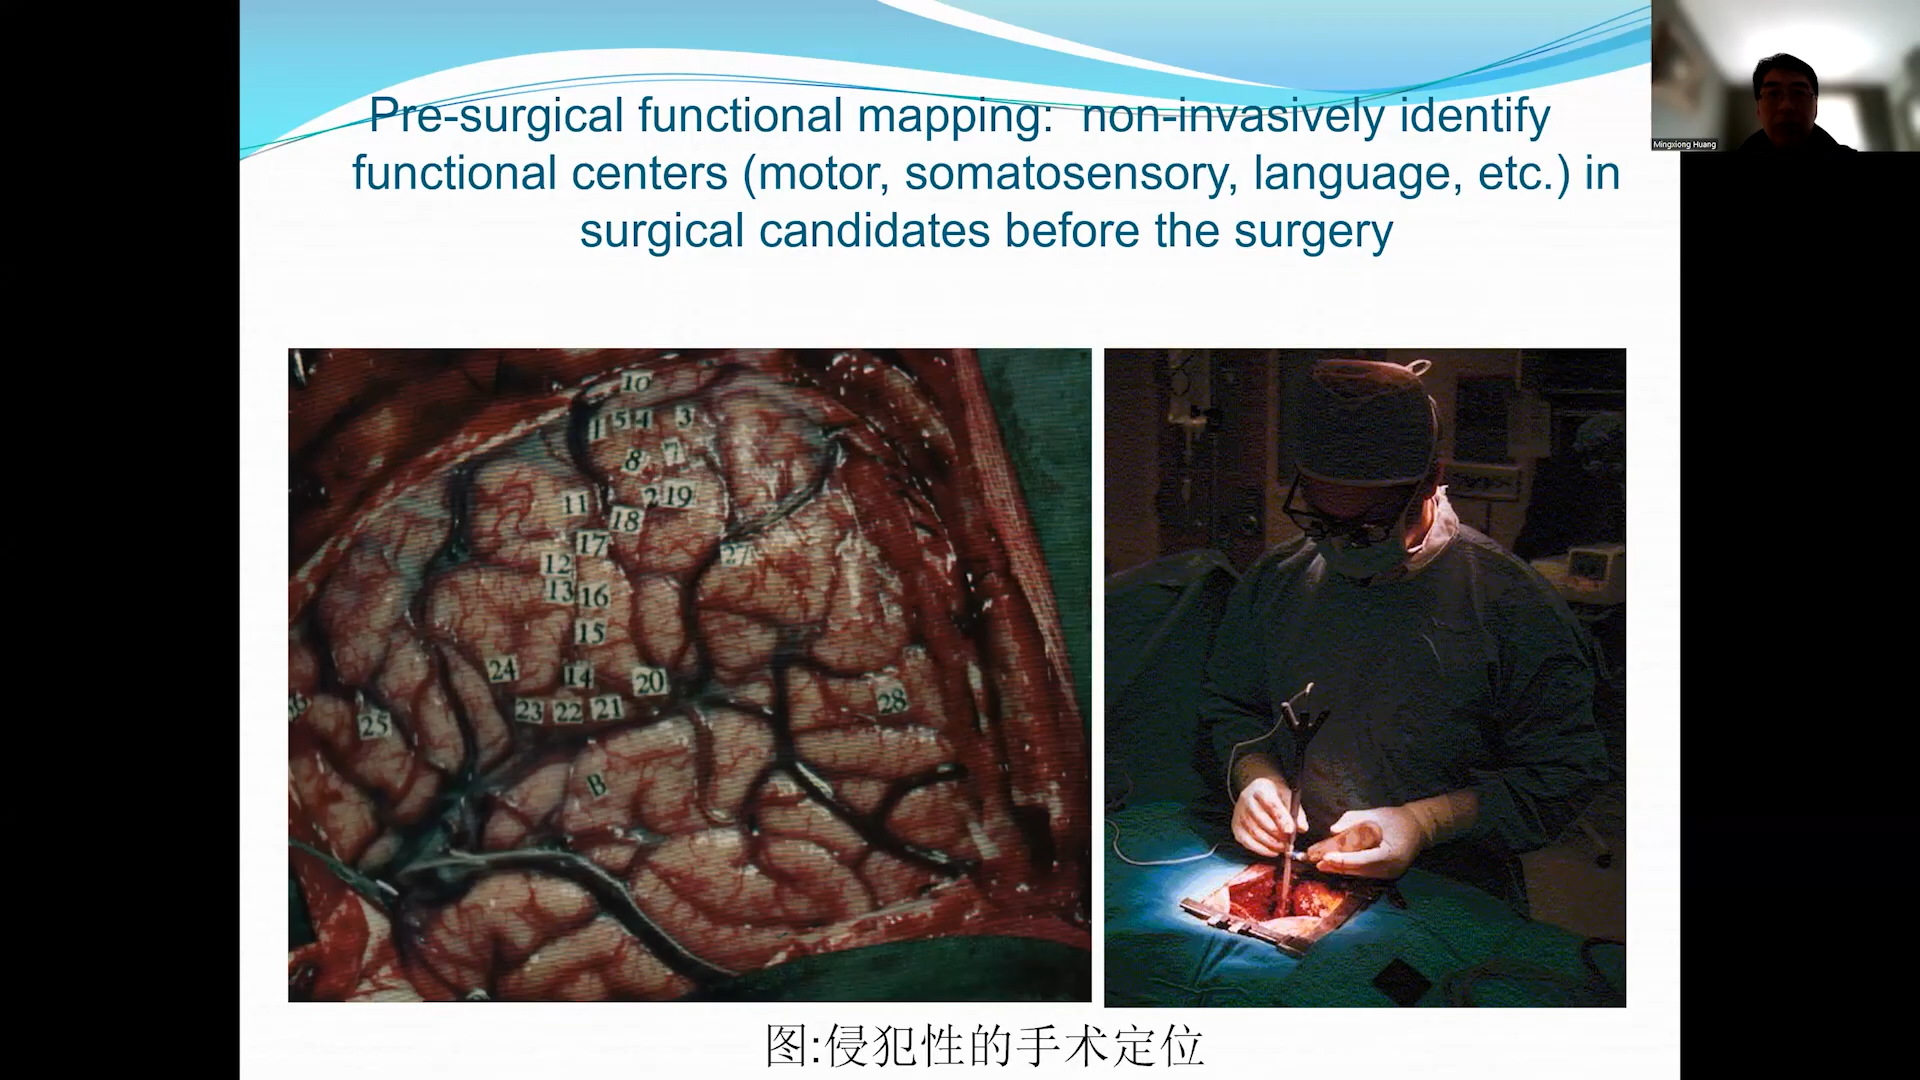 Pre-surgical functional mapping: non-invasively identify
functional centers (motor, somatosensory, language, etc.) in
surgical candidates before the surgery
Mingxiong Huang
10
1 5 4 3
8 7
11 2 19
18
17
27
12
13 16
15
24 14 20
28
23 22 21
25
B
图:侵犯性的手术定位